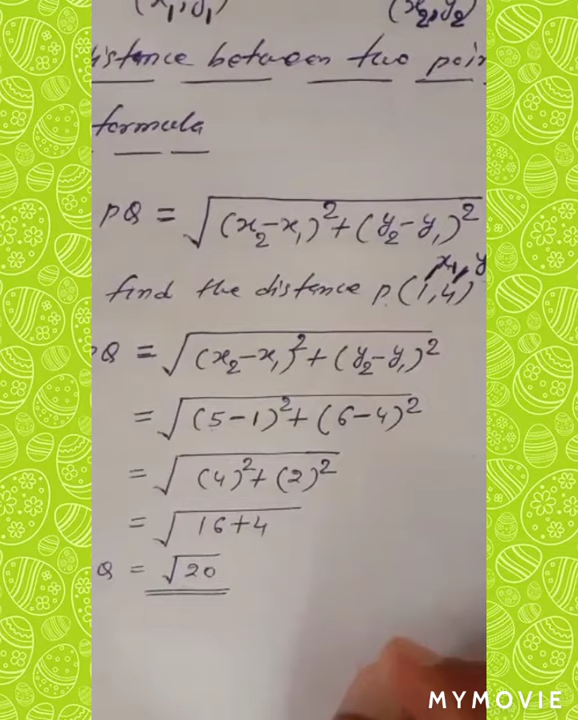 (x₁, y₁) (x₂, y₂)
istance between two poin
formula
PQ = √(x₂-x₁)²+(y₂-y₁)²
find the distance P(1,4)
x₁, y
Q = √(x₂-x₁)²+(y₂-y₁)²
= √(5-1)²+(6-4)²
= √(4)²+(2)²
= √16+4
Q = √20
MYMOVIE